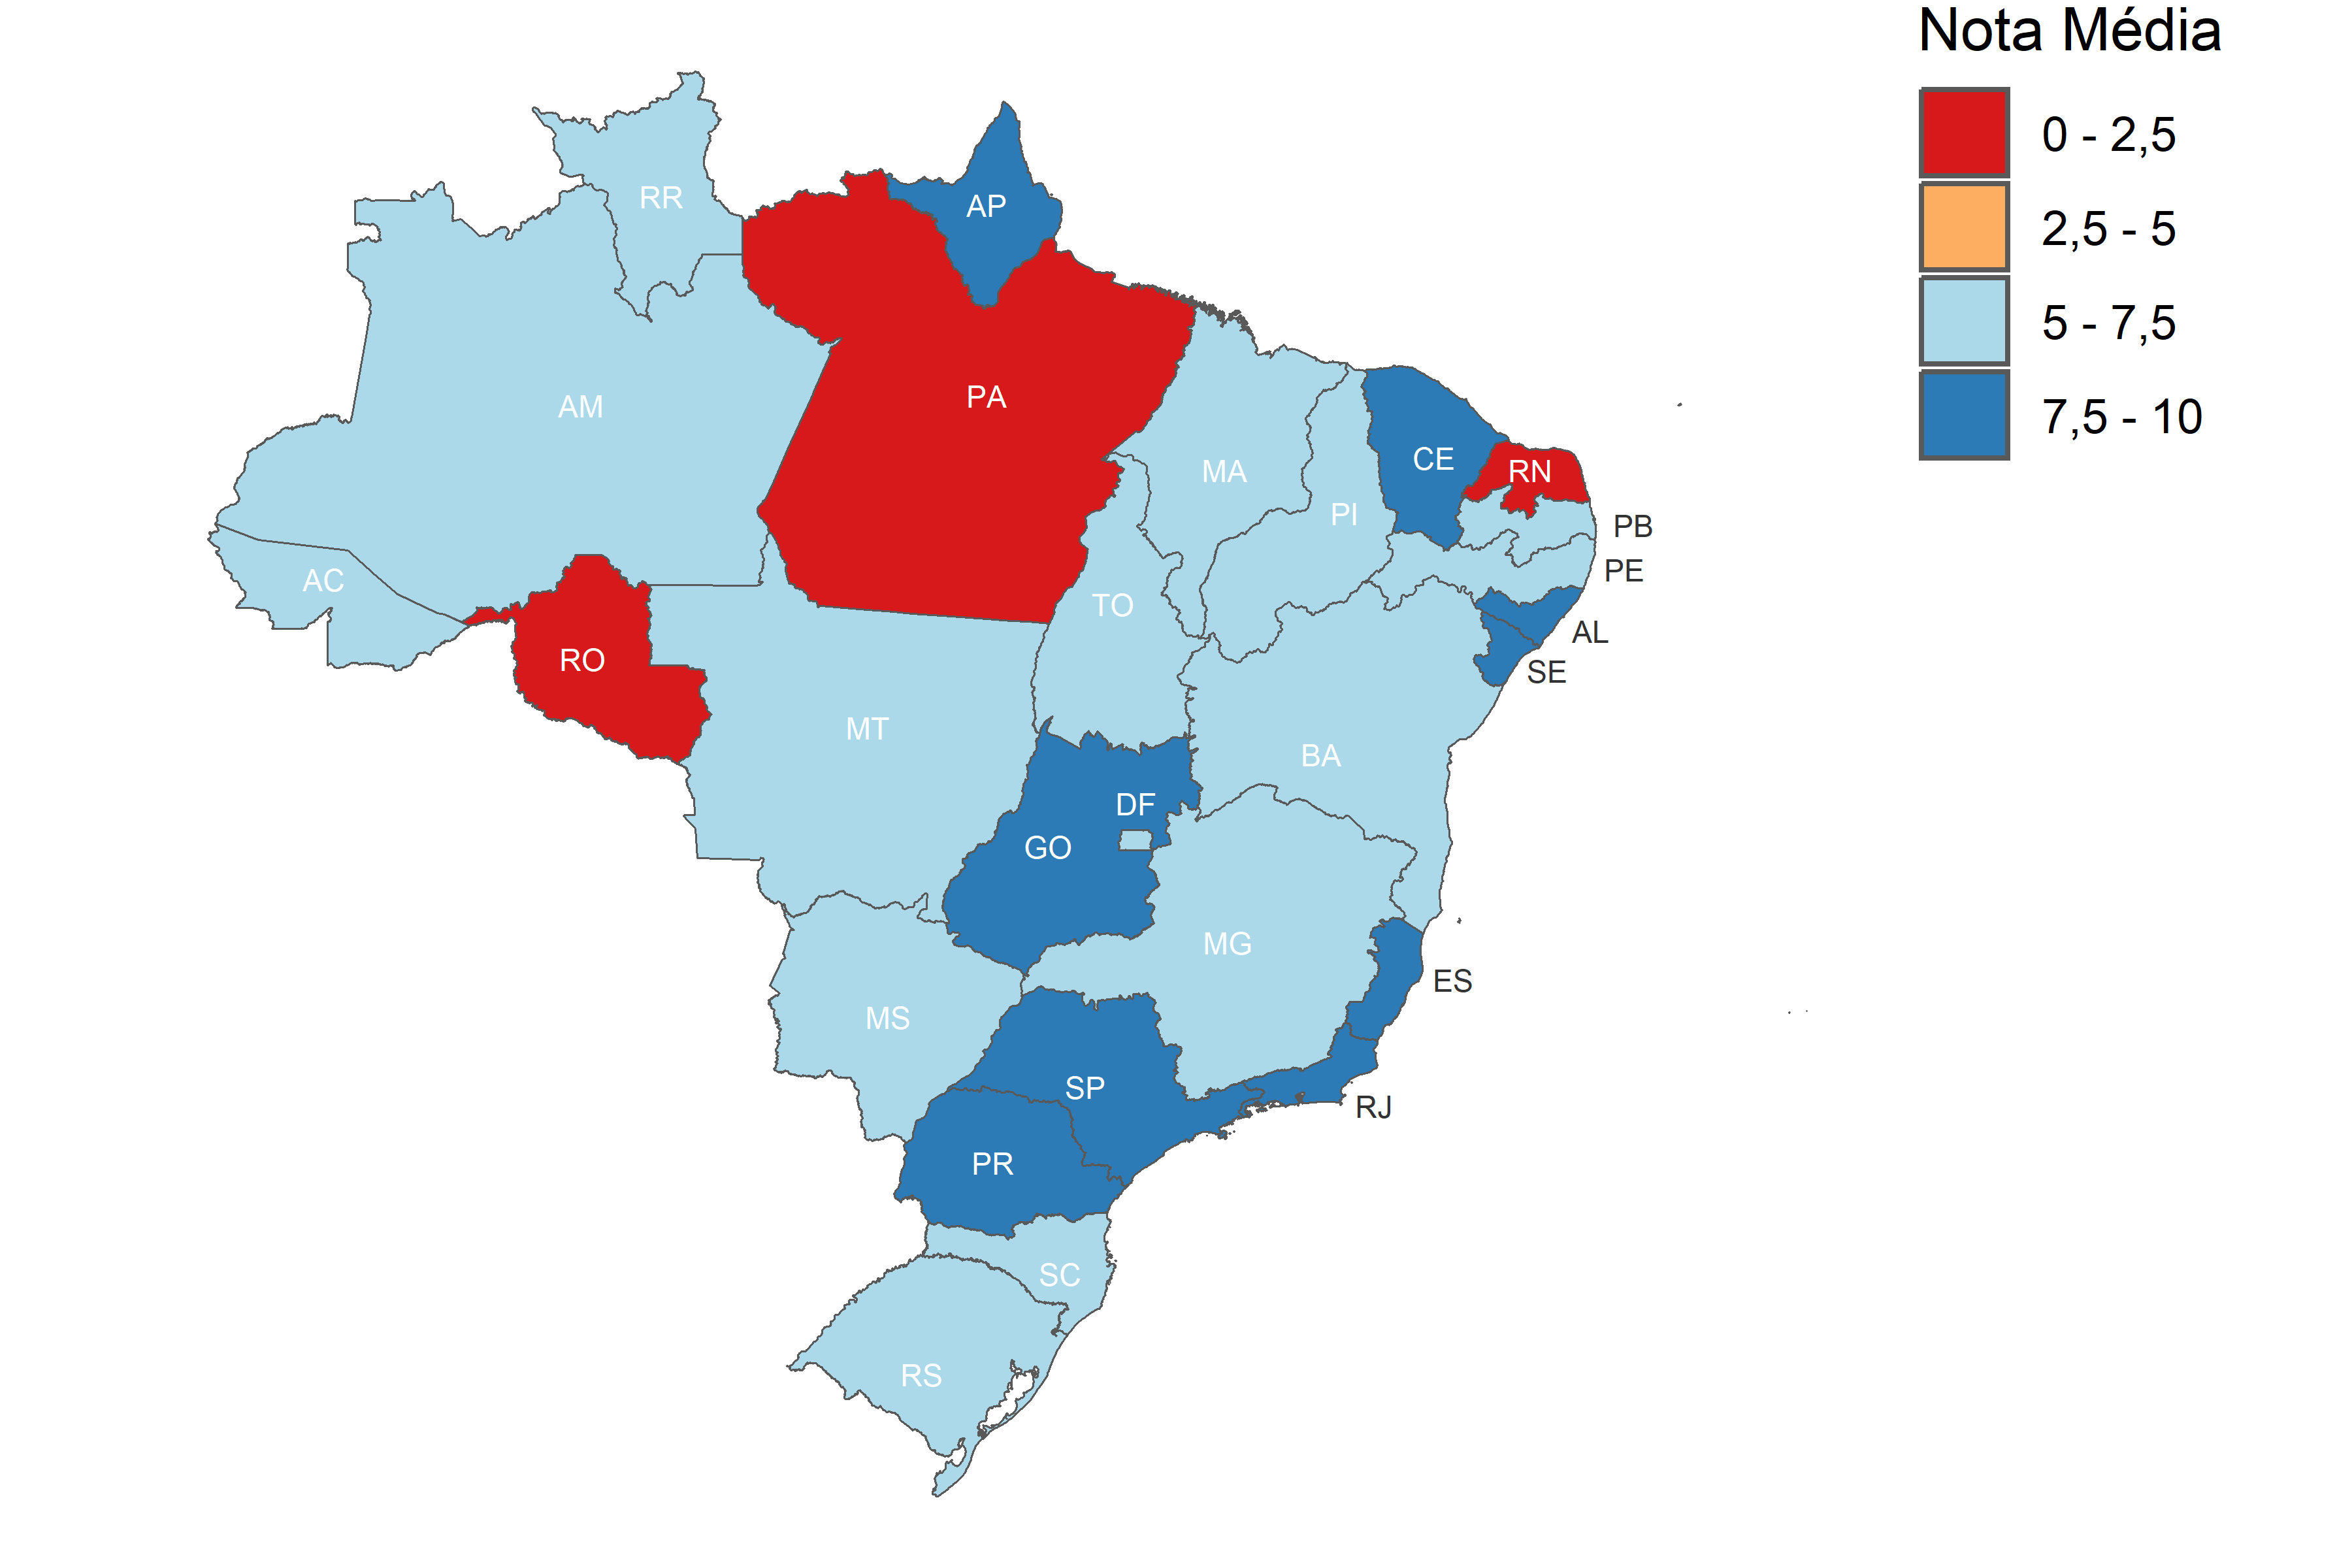 Nota Média
0 - 2,5
2,5 - 5
5 - 7,5
7,5 - 10
RR
AP
AM
PA
MA
CE
RN
PI
PB
PE
AC
TO
AL
RO
SE
MT
BA
DF
GO
MG
ES
MS
SP
RJ
PR
SC
RS